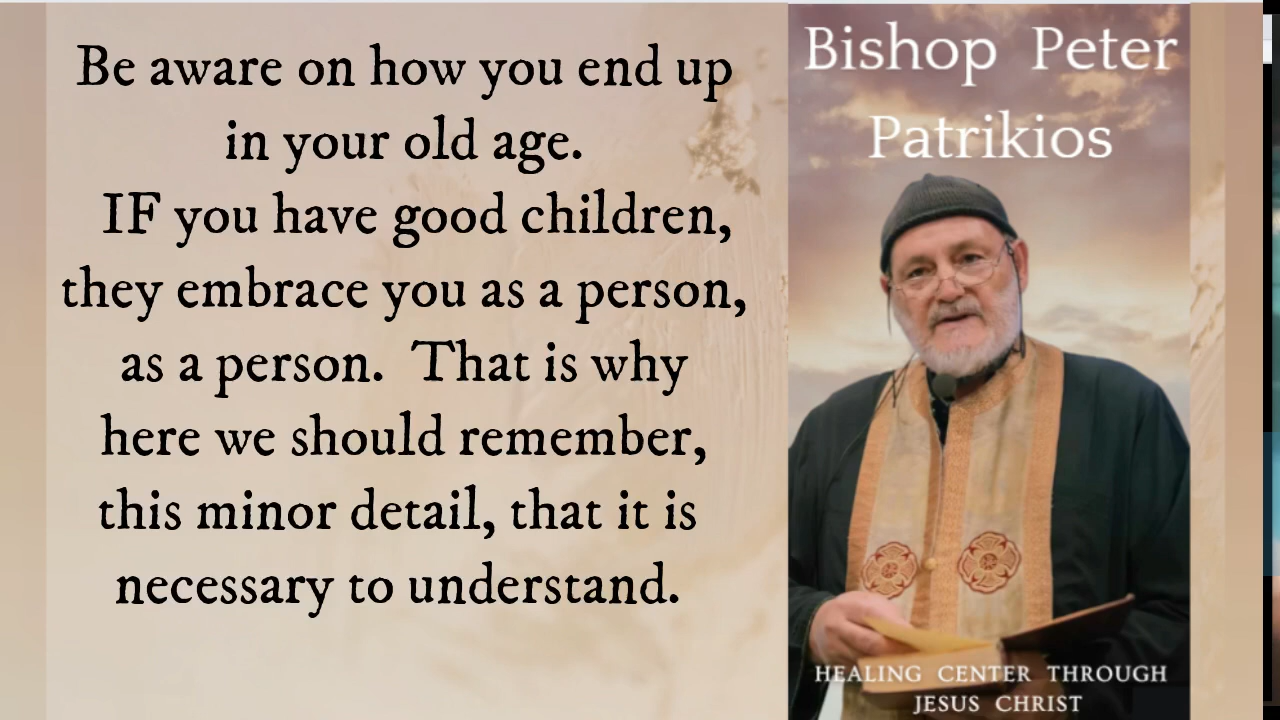 Be aware on how you end up
in your old age.
IF you have good children,
they embrace you as a person,
as a person. That is why
here we should remember,
this minor detail, that it is
necessary to understand.
Bishop Peter
Patrikios
HEALING CENTER THROUGH
JESUS CHRIST